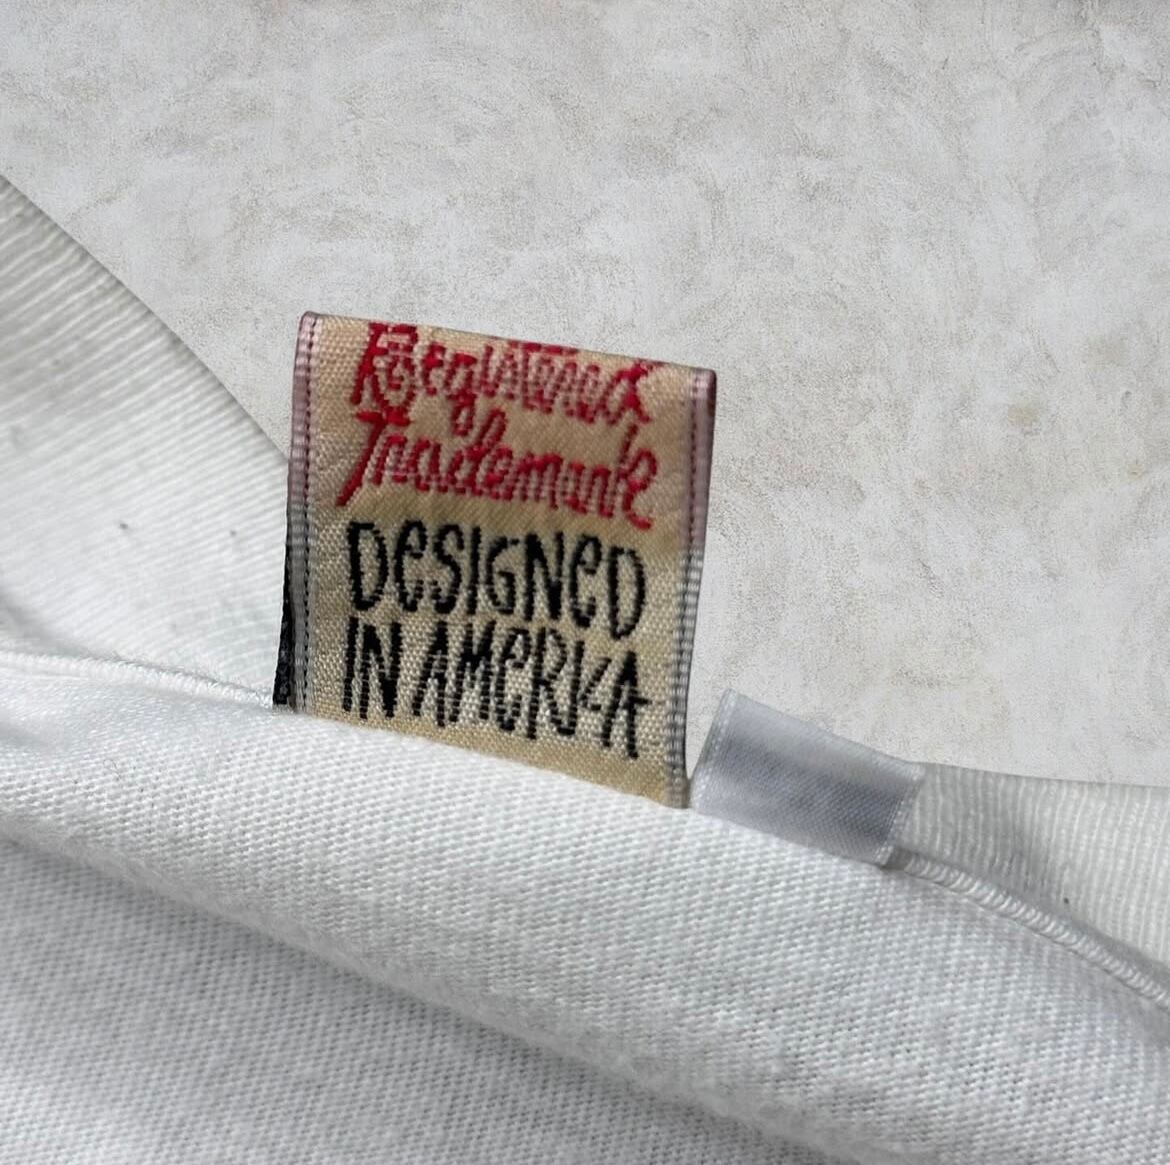 Registered
Trademark
DeSIGNeD
IN AMeRICA